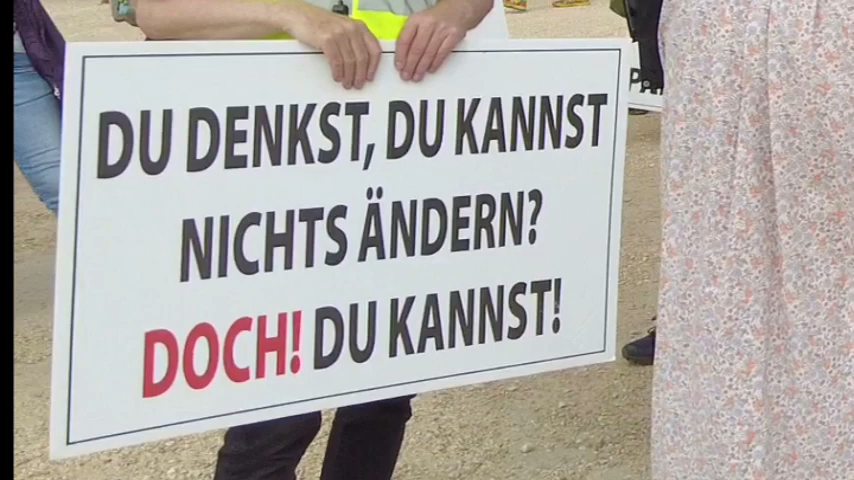 DU DENKST, DU KANNST
NICHTS ÄNDERN?
DOCH! DU KANNST!